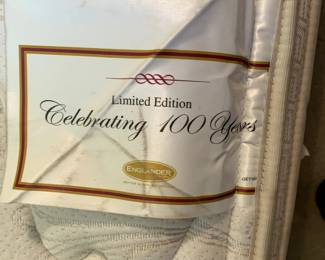 Limited Edition
Celebrating 100 Years
ENGLANDER